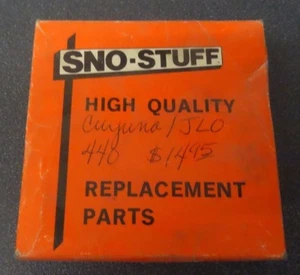 SNO-STUFF
HIGH QUALITY
Cuyuna/JLO
440 $14.95
REPLACEMENT
PARTS